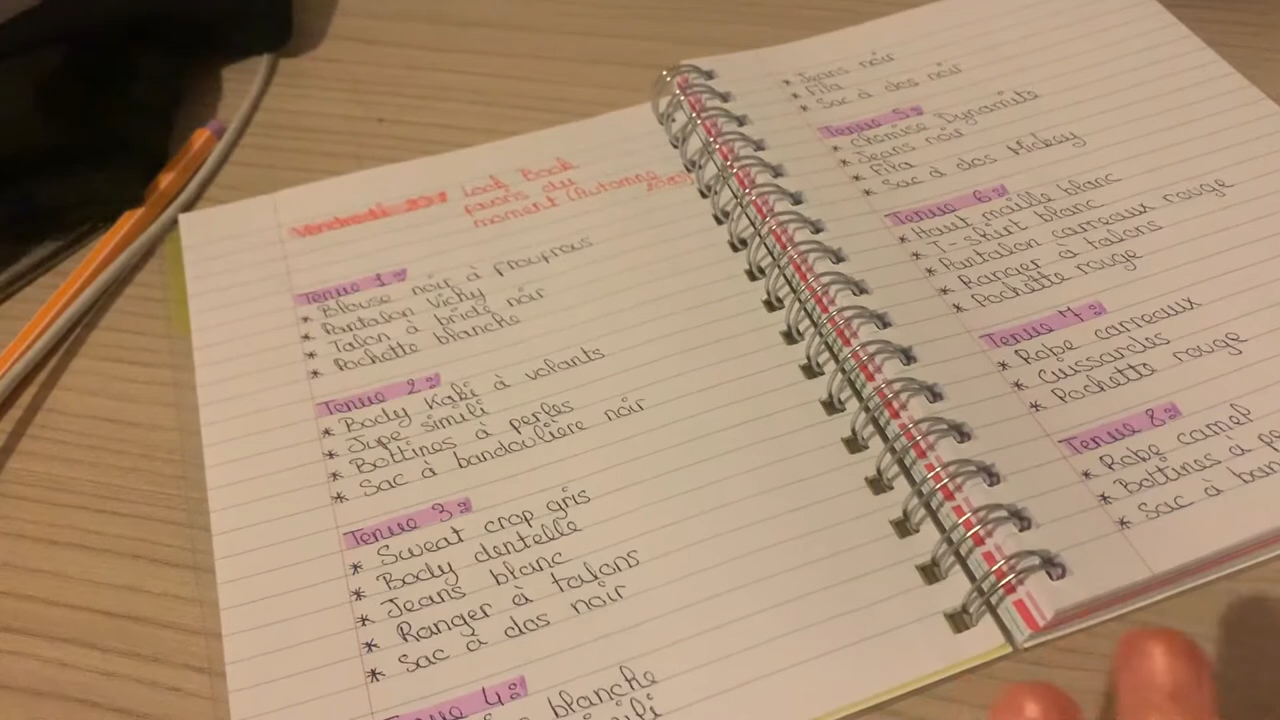 Vendredi
Look Book
favoris du
moment (Automne
2020)
Tenue 1:
* Blouse noir à froufrous
* Pantalon Vichy
* Talon à bride noir
* Pochette blanche
Tenue 2:
* Body Kaki à volants
* Jupe simili
* Bottines à perles
* Sac à bandoulière noir
Tenue 3:
* Sweat crop gris
* Body dentelle
* Jeans blanc
* Ranger à talons
* Sac à dos noir
Tenue 4:
blanche
* Jeans noir
* Fila
* Sac à dos noir
Tenue 5:
* chemise Dynamite
* Jeans noir
* Fila
* Sac à dos Mickey
Tenue 6:
* Haut maille blanc
* T-shirt blanc
* Pantalon carreaux rouge
* Ranger à talons
* Pochette rouge
Tenue 7:
* Robe carreaux
* Cuissardes
* Pochette rouge
Tenue 8:
* Robe camel
* Bottines à pe
* Sac à ban